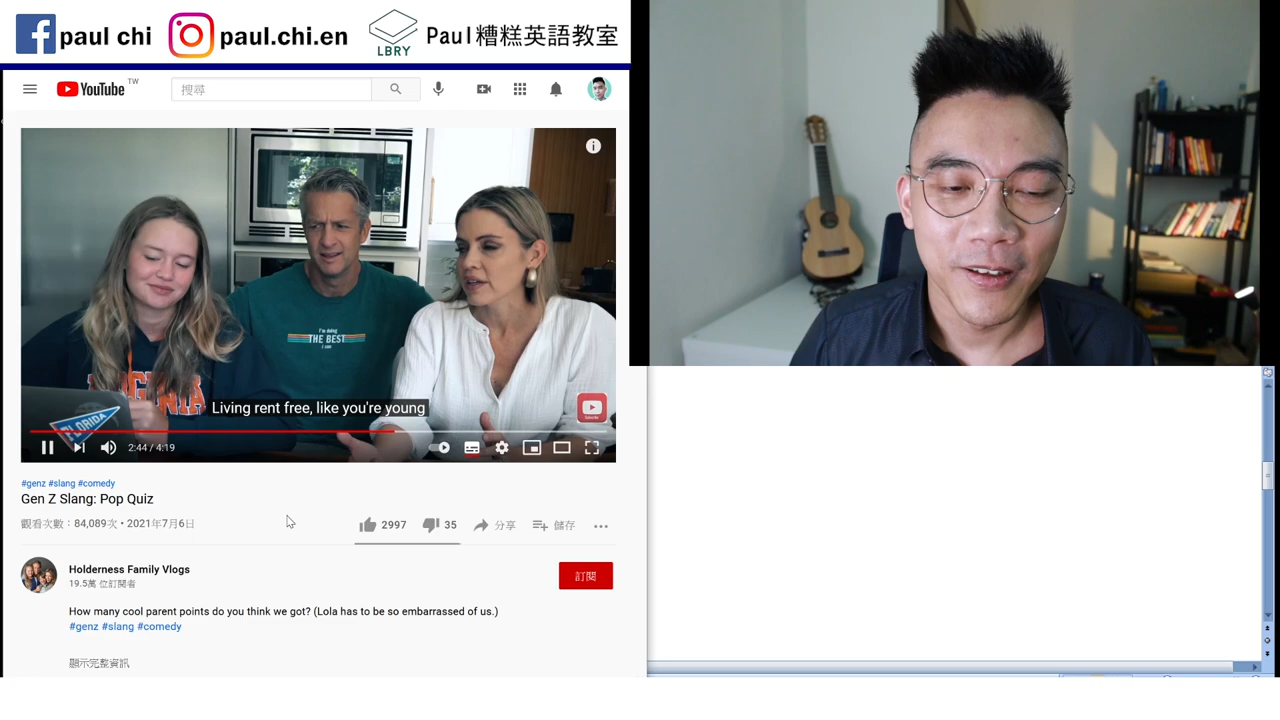 paul chi
paul.chi.en
LBRY
Paul糟糕英語教室
YouTube TW
搜尋
I'm doing
THE BEST
I can
VIRGINIA
FLORIDA
Living rent free, like you're young
2:44 / 4:19
#genz #slang #comedy
Gen Z Slang: Pop Quiz
觀看次數：84,089次 • 2021年7月6日
2997
35
分享
儲存
Holderness Family Vlogs
19.5萬 位訂閱者
訂閱
How many cool parent points do you think we got? (Lola has to be so embarrassed of us.)
#genz #slang #comedy
顯示完整資訊